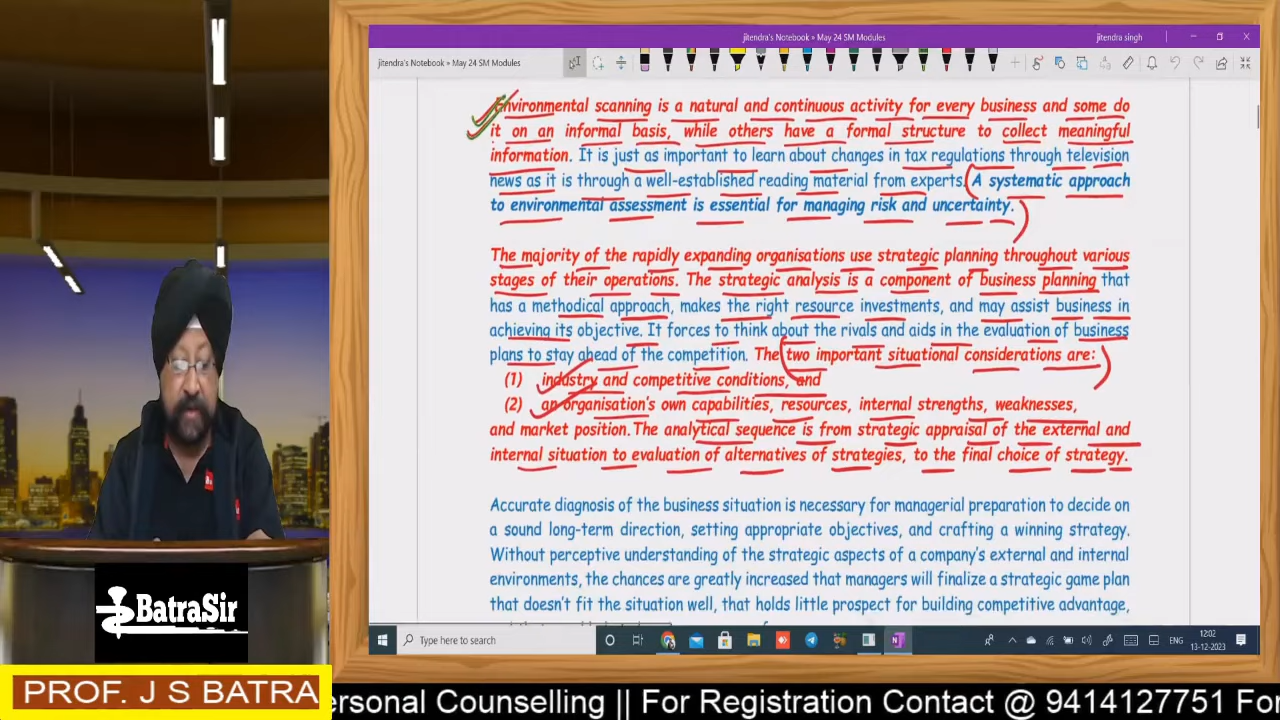 jitendra's Notebook » May 24 SM Modules
jitendra singh
jitendra's Notebook » May 24 SM Modules
Environmental scanning is a natural and continuous activity for every business and some do
it on an informal basis, while others have a formal structure to collect meaningful
information. It is just as important to learn about changes in tax regulations through television
news as it is through a well-established reading material from experts. A systematic approach
to environmental assessment is essential for managing risk and uncertainty.
The majority of the rapidly expanding organisations use strategic planning throughout various
stages of their operations. The strategic analysis is a component of business planning that
has a methodical approach, makes the right resource investments, and may assist business in
achieving its objective. It forces to think about the rivals and aids in the evaluation of business
plans to stay ahead of the competition. The two important situational considerations are:
(1) industry and competitive conditions, and
(2) an organisation's own capabilities, resources, internal strengths, weaknesses,
and market position. The analytical sequence is from strategic appraisal of the external and
internal situation to evaluation of alternatives of strategies, to the final choice of strategy.
Accurate diagnosis of the business situation is necessary for managerial preparation to decide on
a sound long-term direction, setting appropriate objectives, and crafting a winning strategy.
Without perceptive understanding of the strategic aspects of a company's external and internal
environments, the chances are greatly increased that managers will finalize a strategic game plan
that doesn't fit the situation well, that holds little prospect for building competitive advantage,
BatraSir
Type here to search
ENG
12:02
13-12-2023
PROF. J S BATRA
ersonal Counselling || For Registration Contact @ 9414127751 For